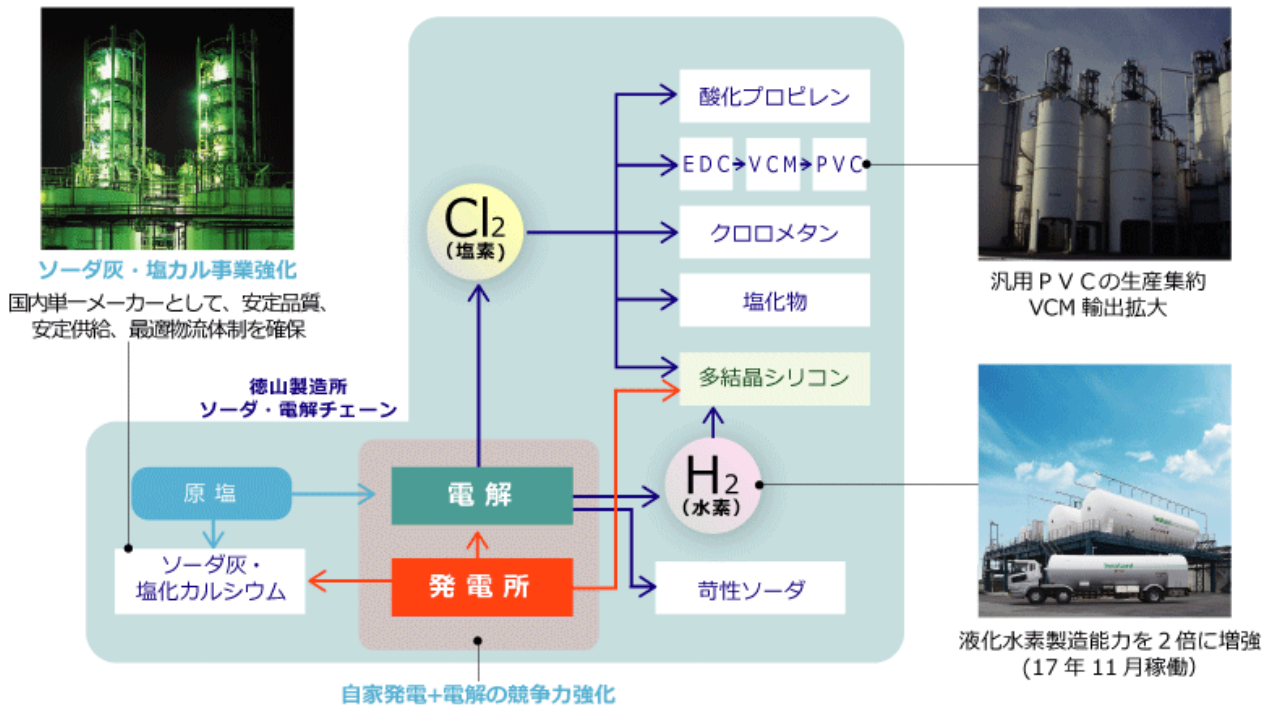 ソーダ灰・塩カル事業強化
国内単一メーカーとして、安定品質、
安定供給、最適物流体制を確保
徳山製造所
ソーダ・電解チェーン
原塩
ソーダ灰・
塩化カルシウム
電解
発電所
自家発電+電解の競争力強化
Cl2
(塩素)
酸化プロピレン
EDC→VCM→PVC
クロロメタン
塩化物
多結晶シリコン
H2
(水素)
苛性ソーダ
汎用PVCの生産集約
VCM輸出拡大
液化水素製造能力を2倍に増強
(17年11月稼働)